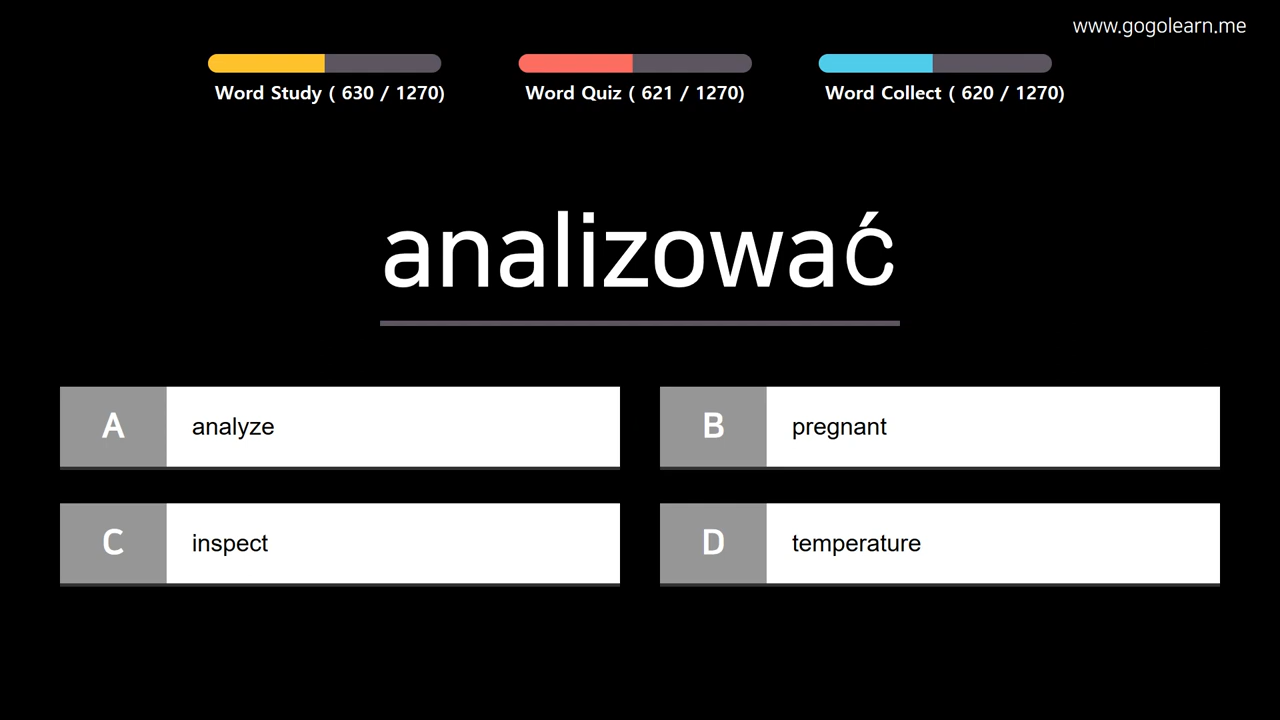 www.gogolearn.me
Word Study ( 630 / 1270)
Word Quiz ( 621 / 1270)
Word Collect ( 620 / 1270)
analizować
A analyze
B pregnant
C inspect
D temperature